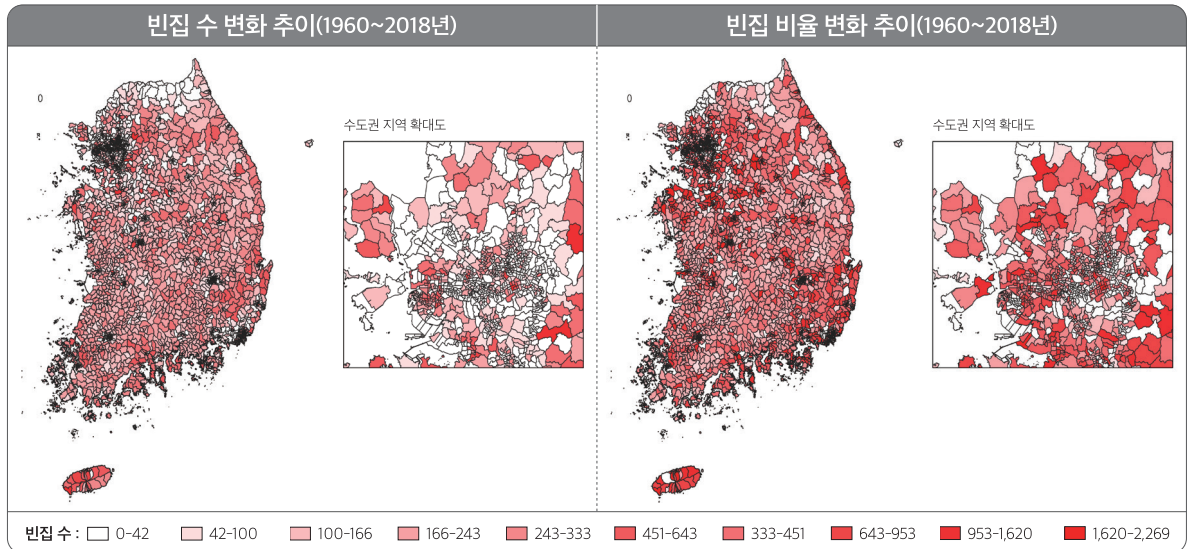 빈집 수 변화 추이(1960~2018년)
빈집 비율 변화 추이(1960~2018년)
수도권 지역 확대도
수도권 지역 확대도
빈집 수 : 0-42 42-100 100-166 166-243 243-333 451-643 333-451 643-953 953-1,620 1,620-2,269